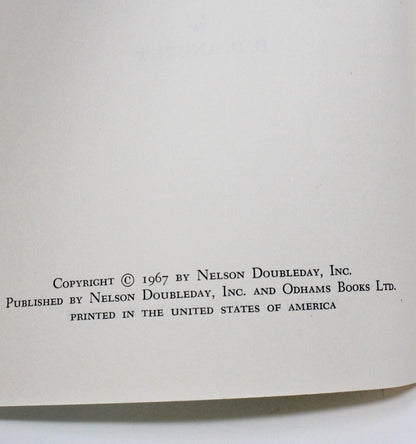 Copyright © 1967 by Nelson Doubleday, Inc.
Published by Nelson Doubleday, Inc. and Odhams Books Ltd.
PRINTED IN THE UNITED STATES OF AMERICA